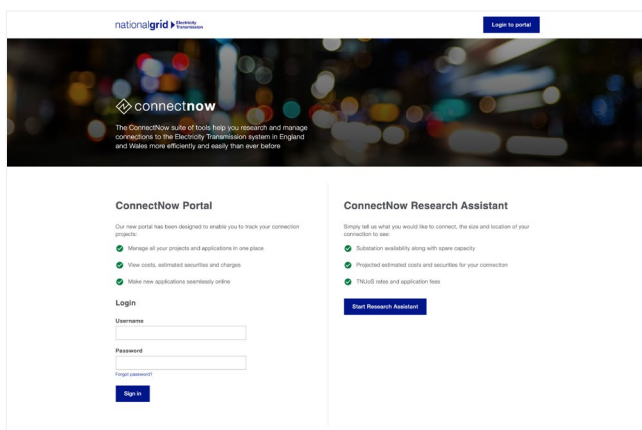 nationalgrid Electricity
Transmission
Login to portal
connectnow
The ConnectNow suite of tools help you research and manage
connections to the Electricity Transmission system in England
and Wales more efficiently and easily than ever before
ConnectNow Portal
Our new portal has been designed to enable you to track your connection
projects:
Manage all your projects and applications in one place
View costs, estimated securities and charges
Make new applications seamlessly online
Login
Username
Password
Forgot password?
Sign in
ConnectNow Research Assistant
Simply tell us what you would like to connect, the size and location of your
connection to see:
Substation availability along with spare capacity
Projected estimated costs and securities for your connection
TNUoS rates and application fees
Start Research Assistant